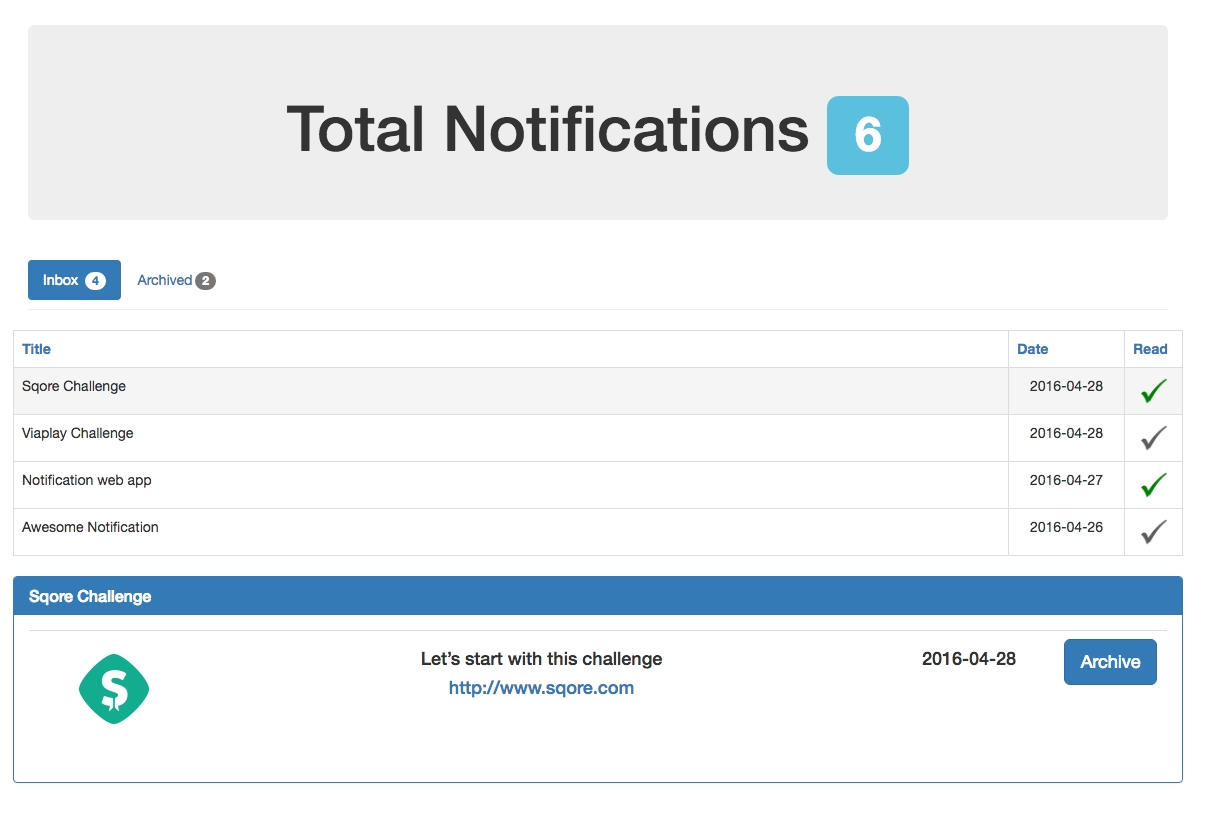 Total Notifications 6
Inbox 4 Archived 2
Title Date Read
Sqore Challenge 2016-04-28
Viaplay Challenge 2016-04-28
Notification web app 2016-04-27
Awesome Notification 2016-04-26
Sqore Challenge
Let’s start with this challenge 2016-04-28 Archive
http://www.sqore.com